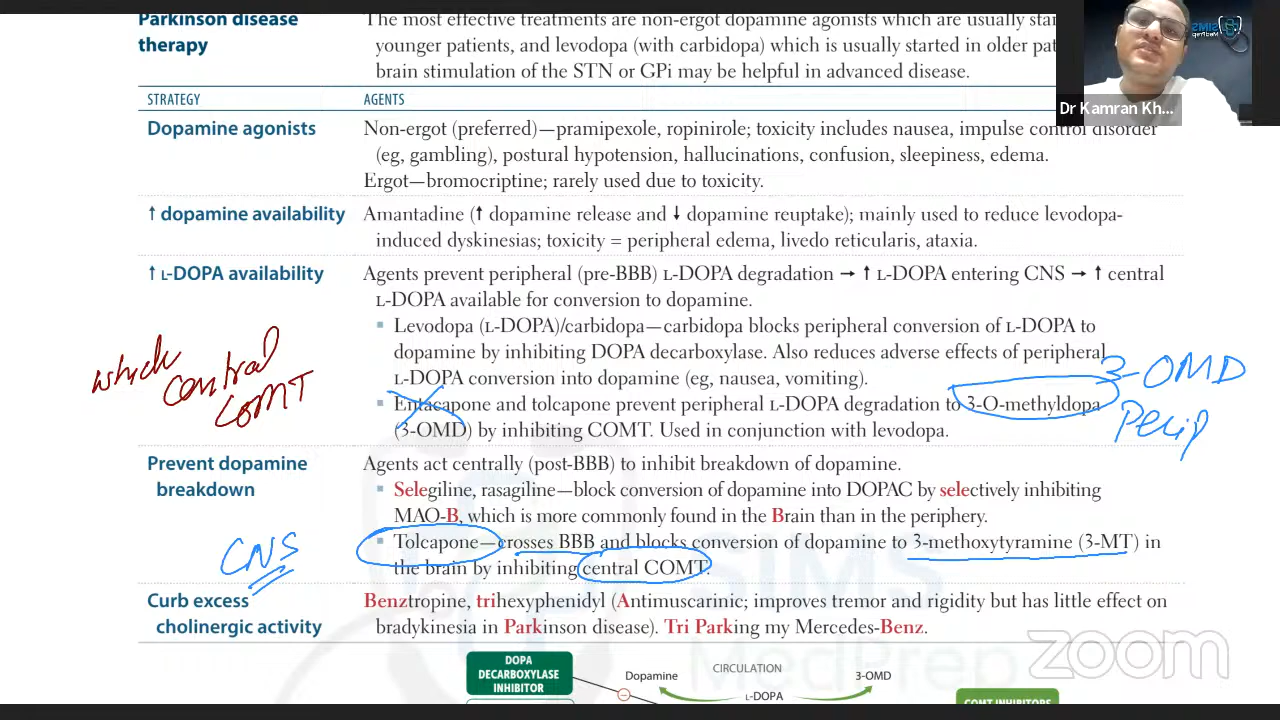 Parkinson disease
therapy
The most effective treatments are non-ergot dopamine agonists which are usually star
younger patients, and levodopa (with carbidopa) which is usually started in older pat
brain stimulation of the STN or GPi may be helpful in advanced disease.
SIMS
MedPrep
Dr Kamran Kh...
STRATEGY AGENTS
Dopamine agonists
Non-ergot (preferred)—pramipexole, ropinirole; toxicity includes nausea, impulse control disorder
(eg, gambling), postural hypotension, hallucinations, confusion, sleepiness, edema.
Ergot—bromocriptine; rarely used due to toxicity.
↑ dopamine availability
Amantadine (↑ dopamine release and ↓ dopamine reuptake); mainly used to reduce levodopa-
induced dyskinesias; toxicity = peripheral edema, livedo reticularis, ataxia.
↑ L-DOPA availability
Agents prevent peripheral (pre-BBB) L-DOPA degradation → ↑ L-DOPA entering CNS → ↑ central
L-DOPA available for conversion to dopamine.
▪ Levodopa (L-DOPA)/carbidopa—carbidopa blocks peripheral conversion of L-DOPA to
dopamine by inhibiting DOPA decarboxylase. Also reduces adverse effects of peripheral
L-DOPA conversion into dopamine (eg, nausea, vomiting).
▪ Entacapone and tolcapone prevent peripheral L-DOPA degradation to 3-O-methyldopa
(3-OMD) by inhibiting COMT. Used in conjunction with levodopa.
which
central
COMT
3-OMD
Perip
Prevent dopamine
breakdown
Agents act centrally (post-BBB) to inhibit breakdown of dopamine.
▪ Selegiline, rasagiline—block conversion of dopamine into DOPAC by selectively inhibiting
MAO-B, which is more commonly found in the Brain than in the periphery.
▪ Tolcapone—crosses BBB and blocks conversion of dopamine to 3-methoxytyramine (3-MT) in
the brain by inhibiting central COMT.
CNS
SIMS
Curb excess
cholinergic activity
Benztropine, trihexyphenidyl (Antimuscarinic; improves tremor and rigidity but has little effect on
bradykinesia in Parkinson disease). Tri Parking my Mercedes-Benz.
MedPrep
zoom
DOPA
DECARBOXYLASE
INHIBITOR
CIRCULATION
Dopamine
L-DOPA
3-OMD
COMT INHIBITORS